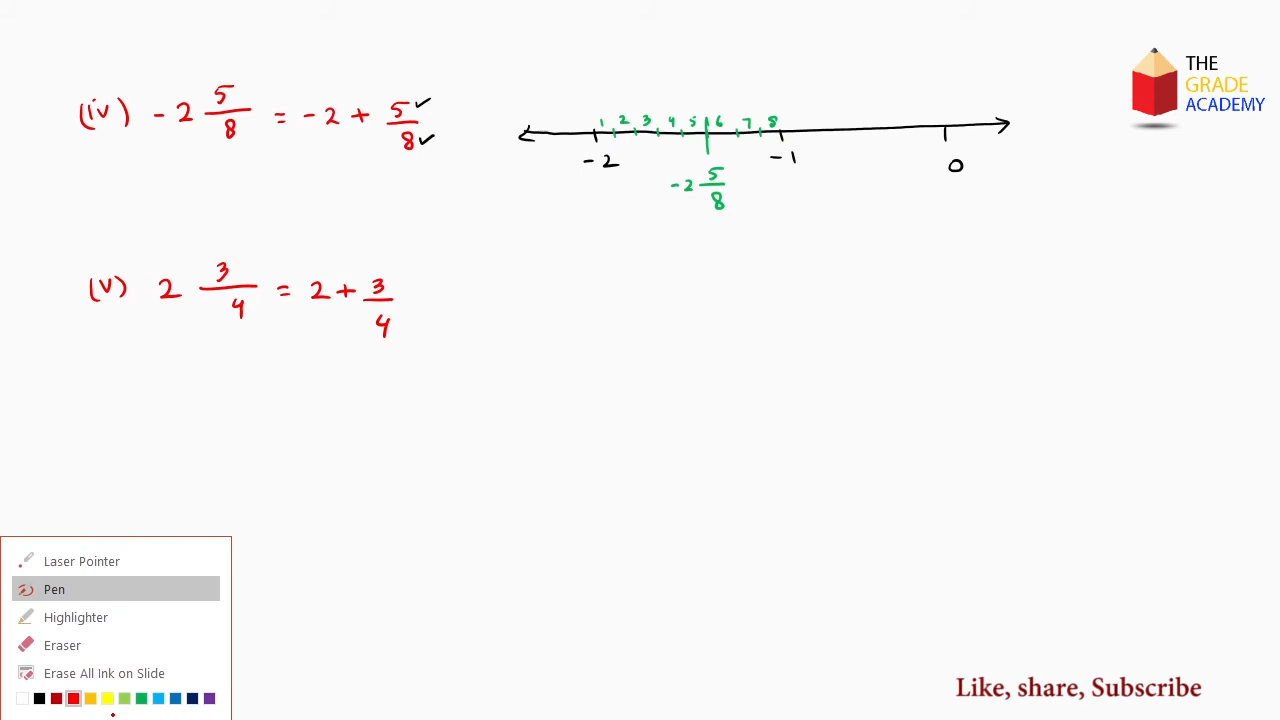 THE
GRADE
ACADEMY
(iv) - 2 5/8 = - 2 + 5/8 ✓ ✓
1 2 3 4 5 6 7 8
- 2 - 1 0
- 2 5/8
(v) 2 3/4 = 2 + 3/4
Laser Pointer
Pen
Highlighter
Eraser
Erase All Ink on Slide
Like, share, Subscribe